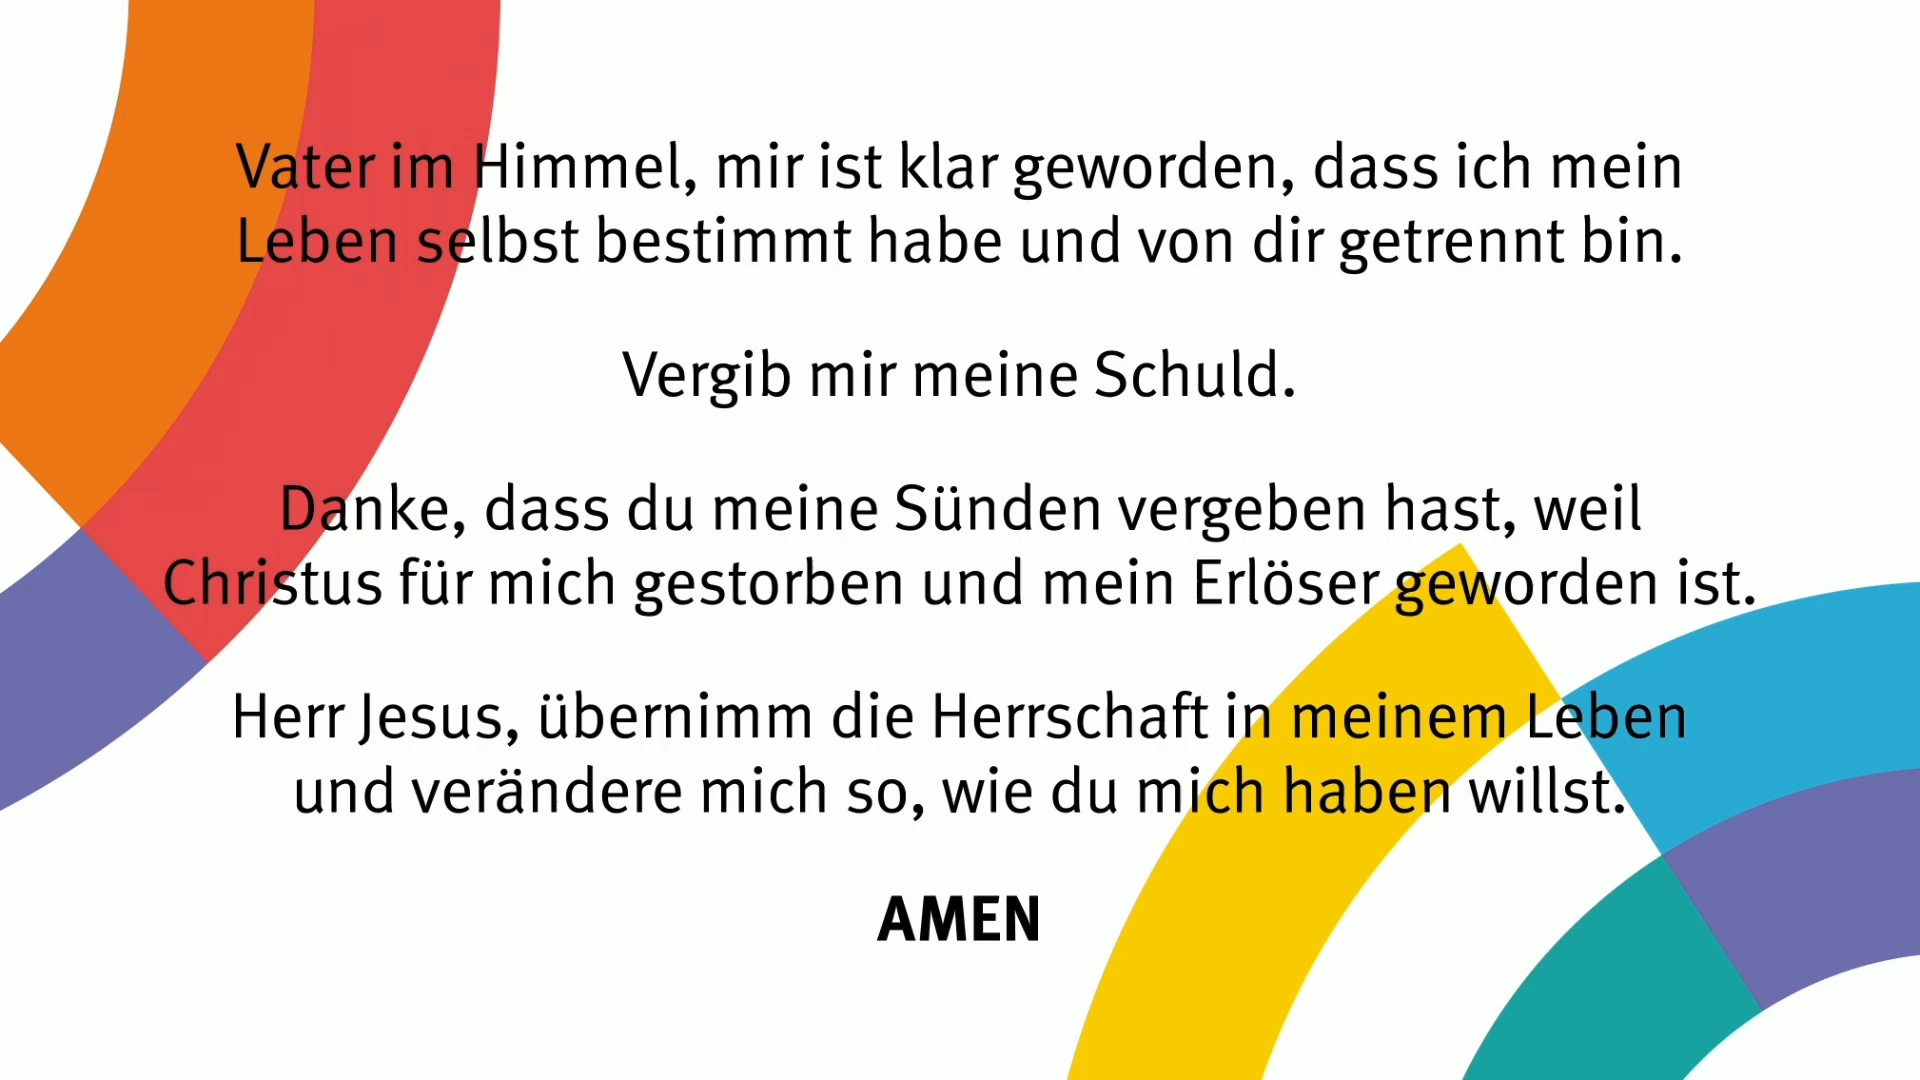 Vater im Himmel, mir ist klar geworden, dass ich mein
Leben selbst bestimmt habe und von dir getrennt bin.
Vergib mir meine Schuld.
Danke, dass du meine Sünden vergeben hast, weil
Christus für mich gestorben und mein Erlöser geworden ist.
Herr Jesus, übernimm die Herrschaft in meinem Leben
und verändere mich so, wie du mich haben willst.
AMEN